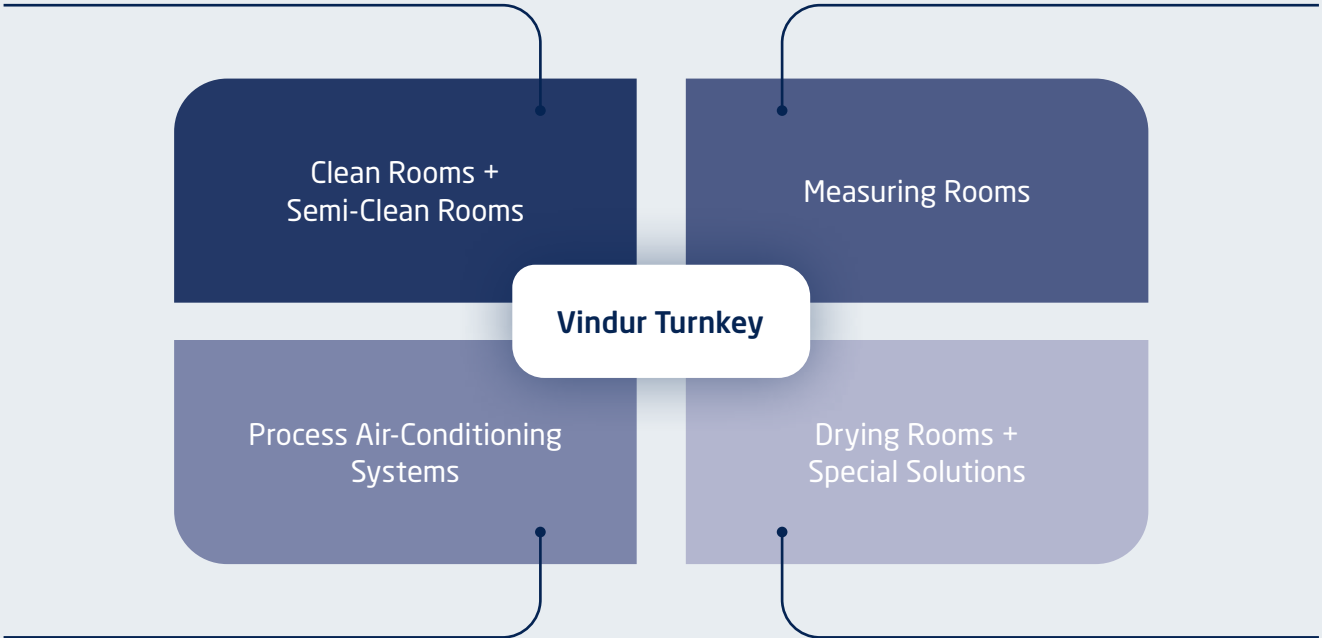 Clean Rooms +
Semi-Clean Rooms
Measuring Rooms
Vindur Turnkey
Process Air-Conditioning
Systems
Drying Rooms +
Special Solutions